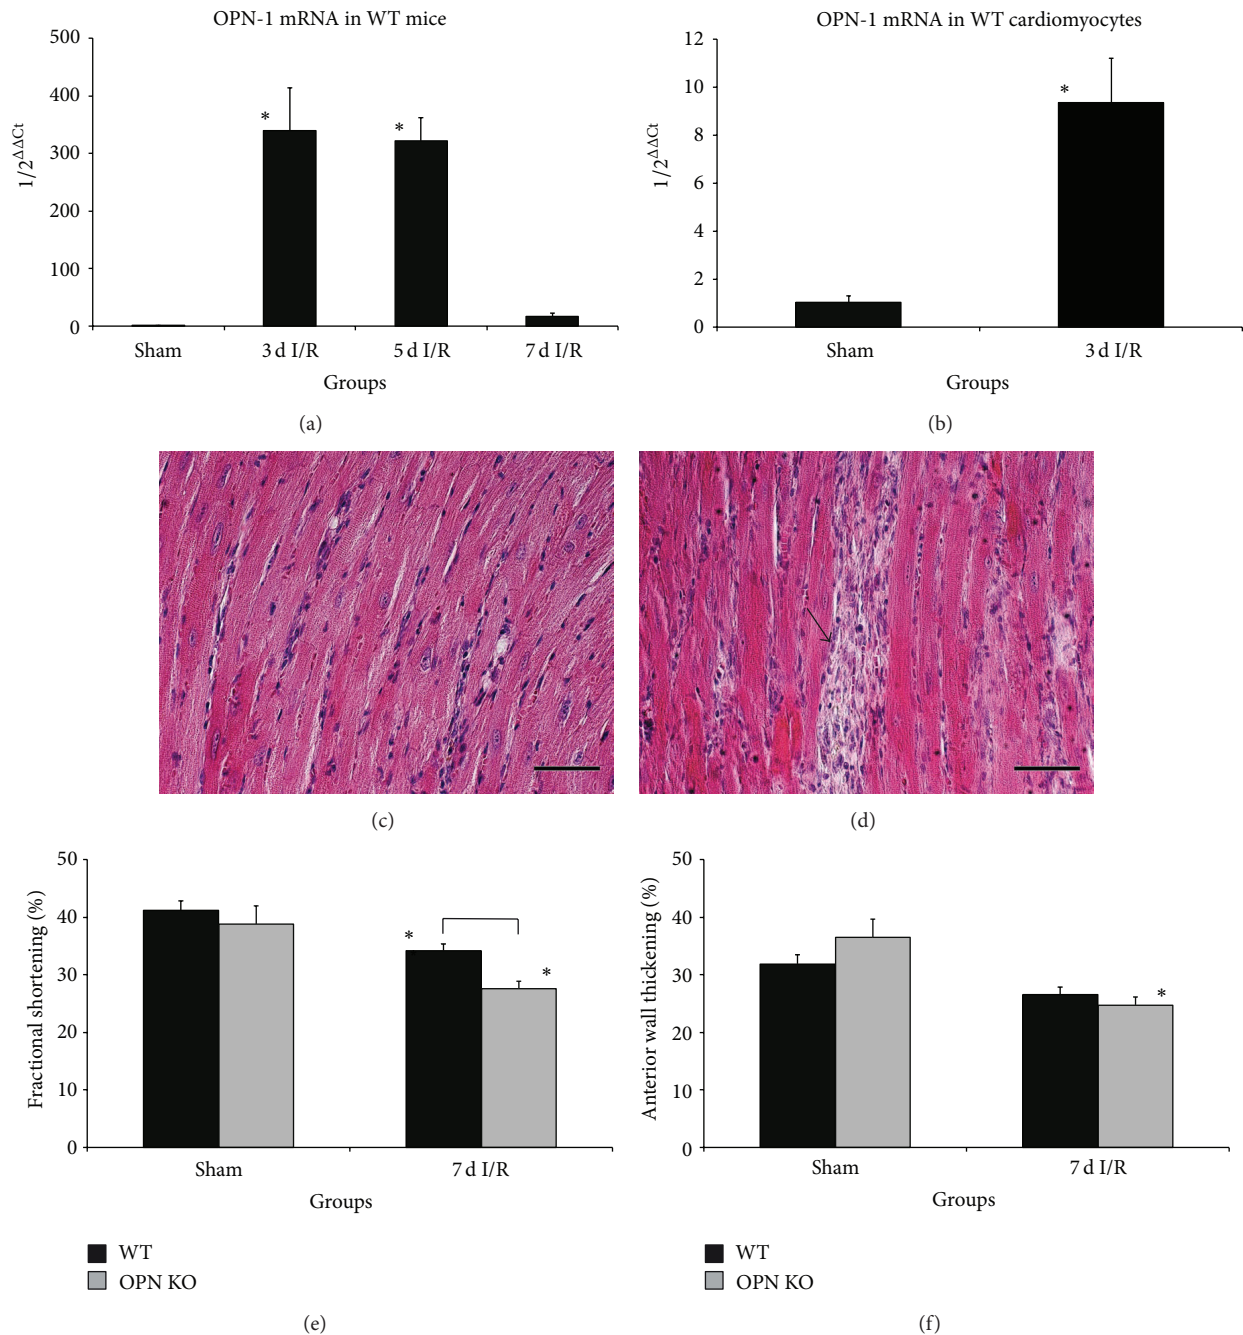 OPN-1 mRNA in WT mice
500
400
300
200
100
0
1/2^ΔΔCt
*
*
Sham
3 d I/R
5 d I/R
7 d I/R
Groups
(a)
OPN-1 mRNA in WT cardiomyocytes
12
10
8
6
4
2
0
1/2^ΔΔCt
*
Sham
3 d I/R
Groups
(b)
(c)
(d)
50
40
30
20
10
0
Fractional shortening (%)
*
*
Sham
7 d I/R
Groups
WT
OPN KO
(e)
50
40
30
20
10
0
Anterior wall thickening (%)
*
Sham
7 d I/R
Groups
WT
OPN KO
(f)